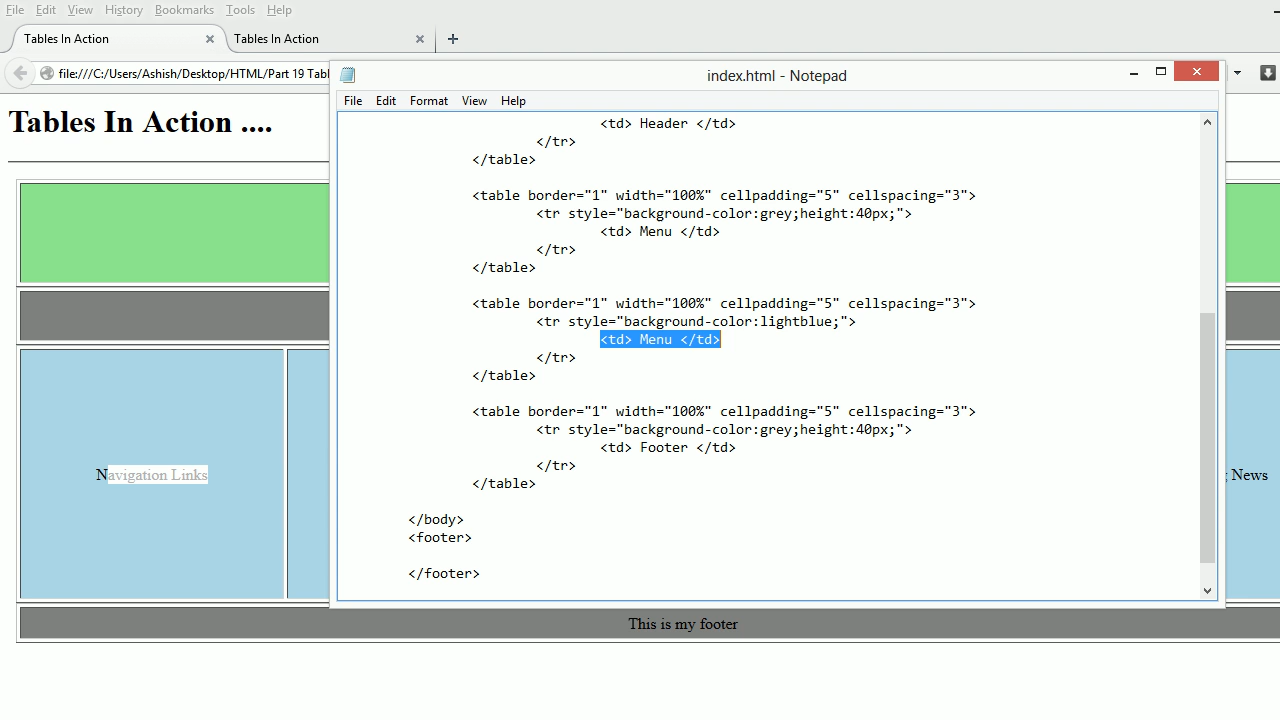 File Edit View History Bookmarks Tools Help
Tables In Action
Tables In Action
file:///C:/Users/Ashish/Desktop/HTML/Part 19 Tabl
index.html - Notepad
File Edit Format View Help
Tables In Action ....
<td> Header </td>
</tr>
</table>
<table border="1" width="100%" cellpadding="5" cellspacing="3">
<tr style="background-color:grey;height:40px;">
<td> Menu </td>
</tr>
</table>
<table border="1" width="100%" cellpadding="5" cellspacing="3">
<tr style="background-color:lightblue;">
<td> Menu </td>
</tr>
</table>
<table border="1" width="100%" cellpadding="5" cellspacing="3">
<tr style="background-color:grey;height:40px;">
<td> Footer </td>
</tr>
</table>
</body>
<footer>
</footer>
Navigation Links
News
This is my footer